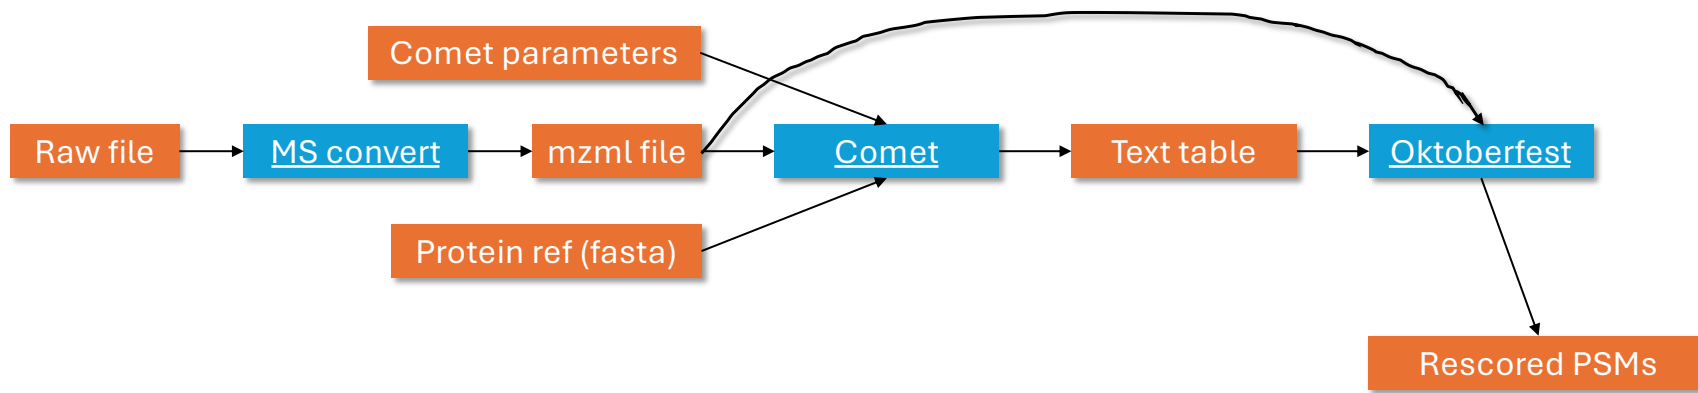 Comet parameters
Raw file
MS convert
mzml file
Comet
Text table
Oktoberfest
Protein ref (fasta)
Rescored PSMs